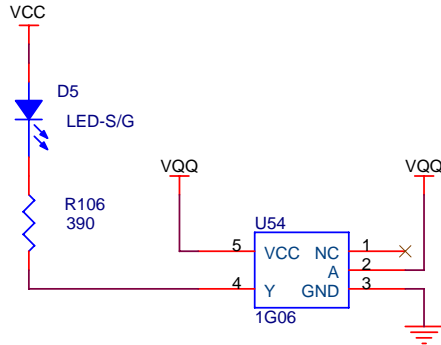 VCC
D5
LED-S/G
R106
390
VQQ
VQQ
U54
5 VCC NC 1
A 2
4 Y GND 3
1G06